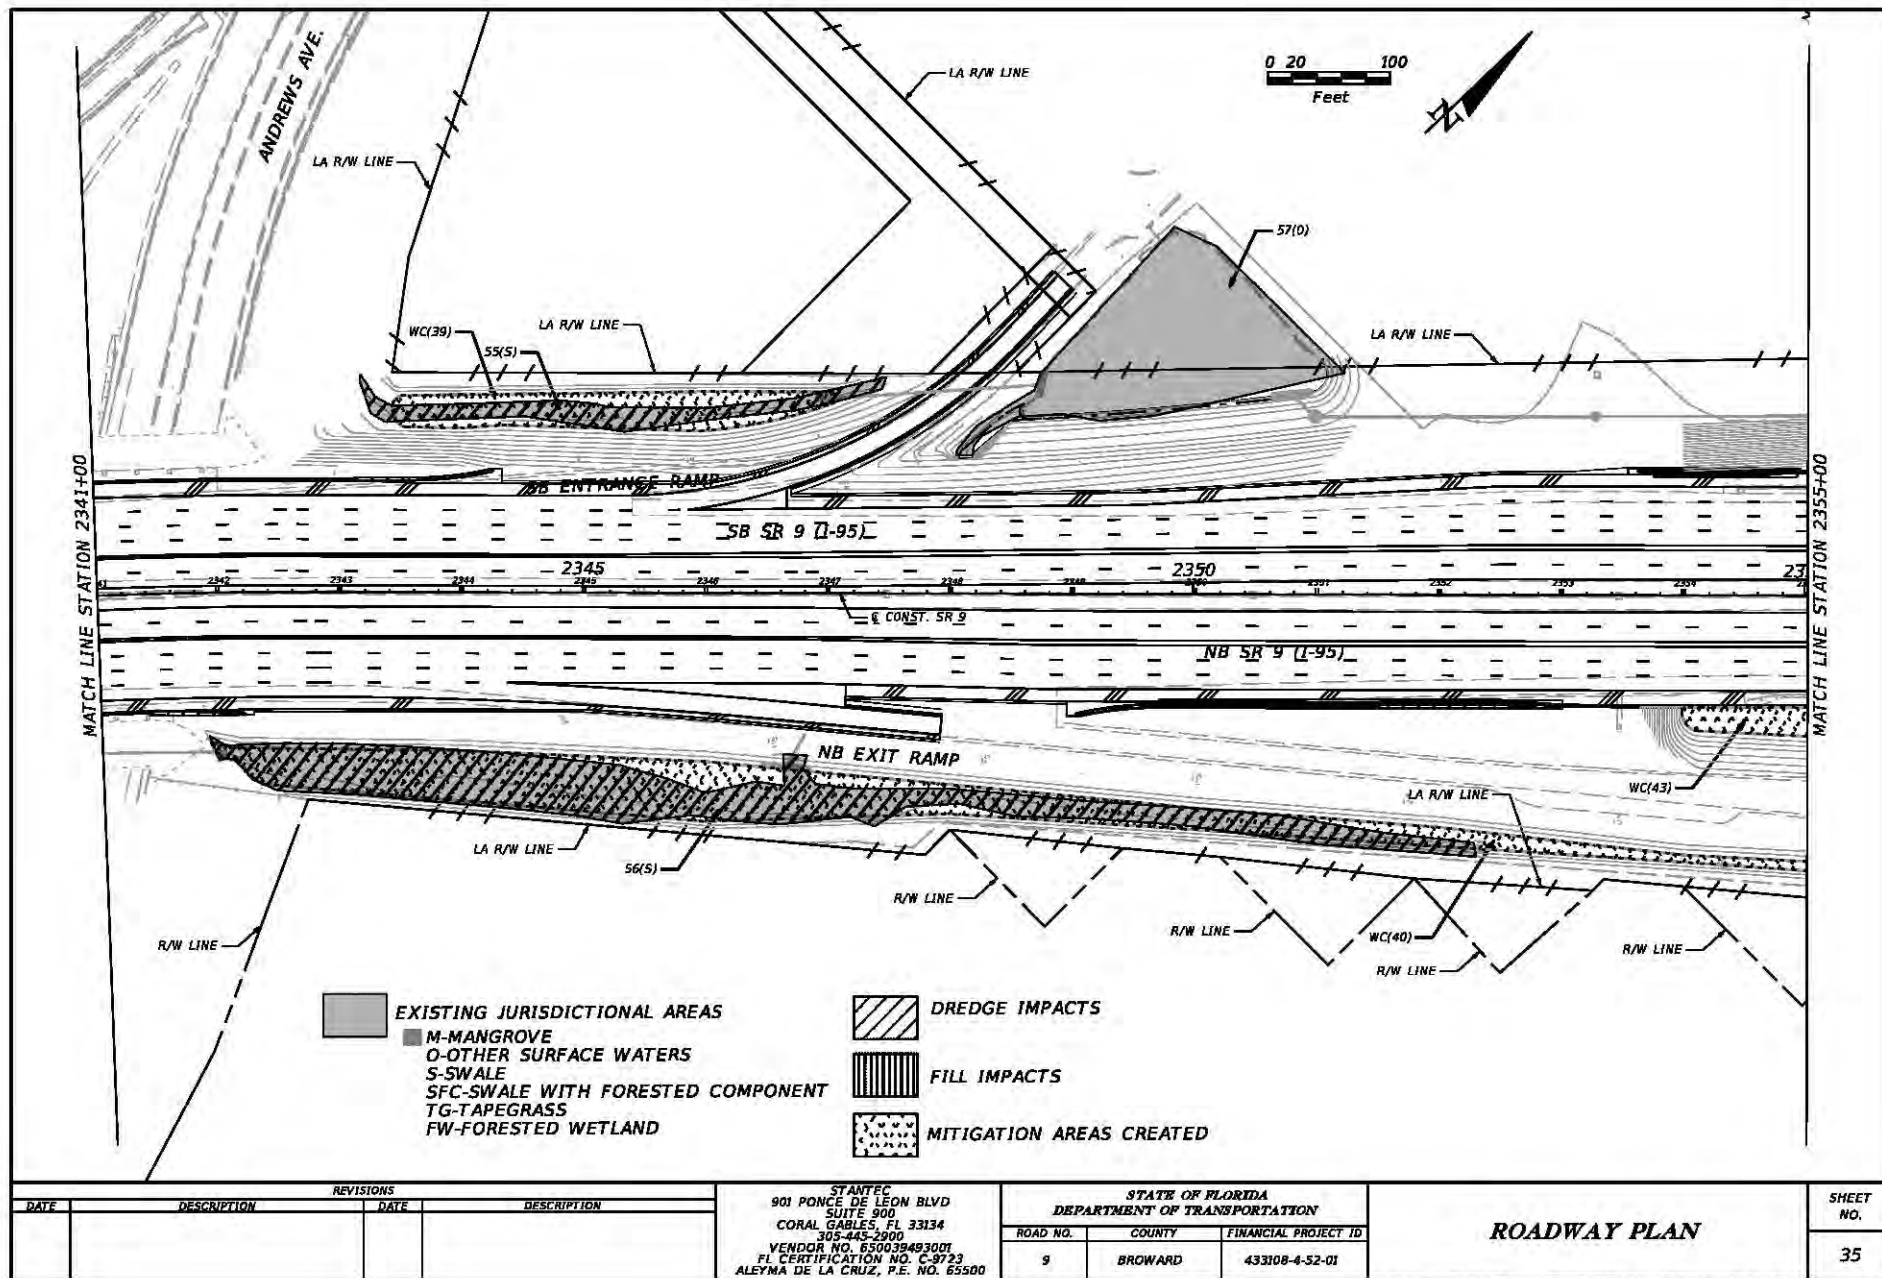 ANDREWS AVE.
LA R/W LINE
0 20 100
Feet
N
LA R/W LINE
57(O)
WC(39)
55(S)
LA R/W LINE
LA R/W LINE
MATCH LINE STATION 2341+00
MATCH LINE STATION 2355+00
SB ENTRANCE RAMP
SB SR 9 (I-95)
2345
2350
2342 2343 2344 2345 2346 2347 2348 2349 2350 2351 2352 2353 2354
℄ CONST. SR 9
NB SR 9 (I-95)
NB EXIT RAMP
WC(43)
LA R/W LINE
LA R/W LINE
56(S)
R/W LINE
R/W LINE
R/W LINE
WC(40)
R/W LINE
R/W LINE
EXISTING JURISDICTIONAL AREAS
M-MANGROVE
O-OTHER SURFACE WATERS
S-SWALE
SFC-SWALE WITH FORESTED COMPONENT
TG-TAPEGRASS
FW-FORESTED WETLAND
DREDGE IMPACTS
FILL IMPACTS
MITIGATION AREAS CREATED
REVISIONS
DATE DESCRIPTION DATE DESCRIPTION
STANTEC
901 PONCE DE LEON BLVD
SUITE 900
CORAL GABLES, FL 33134
305-445-2900
VENDOR NO. 650039493001
FL CERTIFICATION NO. C-9723
ALEYMA DE LA CRUZ, P.E. NO. 65500
STATE OF FLORIDA
DEPARTMENT OF TRANSPORTATION
ROAD NO. COUNTY FINANCIAL PROJECT ID
9 BROWARD 433108-4-52-01
ROADWAY PLAN
SHEET
NO.
35